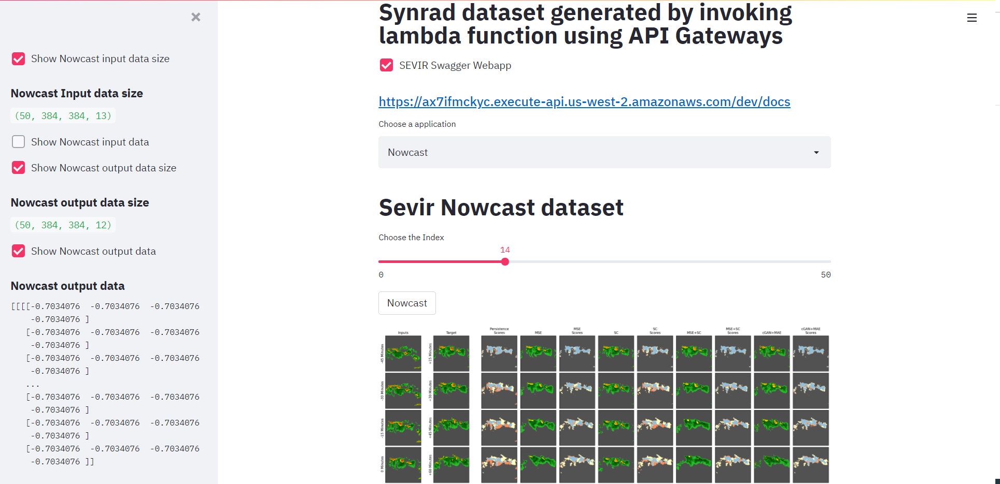 Show Nowcast input data size
Nowcast Input data size
(50, 384, 384, 13)
Show Nowcast input data
Show Nowcast output data size
Nowcast output data size
(50, 384, 384, 12)
Show Nowcast output data
Nowcast output data
[[[[-0.7034076 -0.7034076 -0.7034076
-0.7034076 ]
[-0.7034076 -0.7034076 -0.7034076
-0.7034076 ]
[-0.7034076 -0.7034076 -0.7034076
-0.7034076 ]
...
[-0.7034076 -0.7034076 -0.7034076
-0.7034076 ]
[-0.7034076 -0.7034076 -0.7034076
-0.7034076 ]
[-0.7034076 -0.7034076 -0.7034076
-0.7034076 ]]
Synrad dataset generated by invoking
lambda function using API Gateways
SEVIR Swagger Webapp
https://ax7ifmckyc.execute-api.us-west-2.amazonaws.com/dev/docs
Choose a application
Nowcast
Sevir Nowcast dataset
Choose the Index
14
0 50
Nowcast
Inputs
Target
Persistence
Scores
MSE
MSE
Scores
SC
SC
Scores
MSE+SC
MSE+SC
Scores
cGAN+MAE
cGAN+MAE
Scores
-45 Minutes
+15 Minutes
-30 Minutes
+30 Minutes
-15 Minutes
+45 Minutes
0 Minutes
+60 Minutes